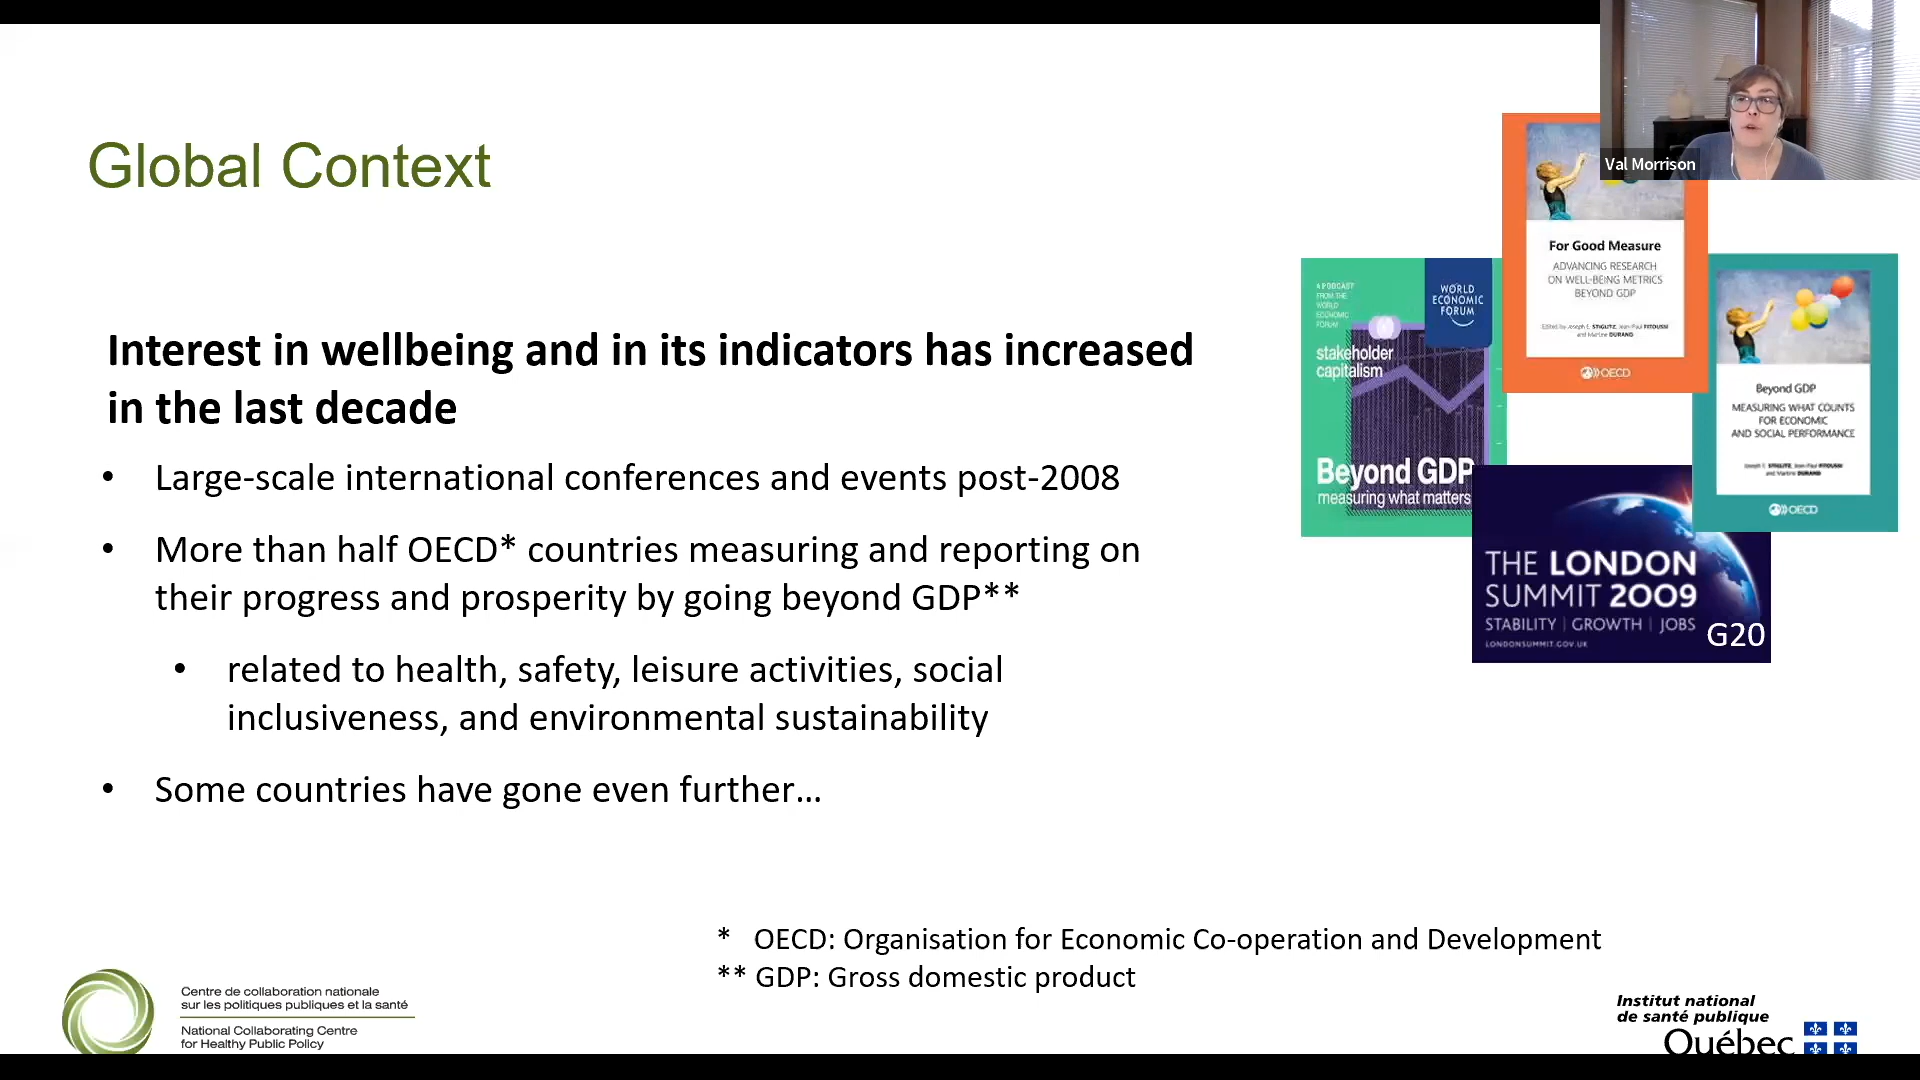 Global Context
Interest in wellbeing and in its indicators has increased
in the last decade
• Large-scale international conferences and events post-2008
• More than half OECD* countries measuring and reporting on
their progress and prosperity by going beyond GDP**
• related to health, safety, leisure activities, social
inclusiveness, and environmental sustainability
• Some countries have gone even further...
Val Morrison
For Good Measure
ADVANCING RESEARCH
ON WELL-BEING METRICS
BEYOND GDP
Edited by Joseph E. STIGLITZ, Jean-Paul FITOUSSI
and Martine DURAND
OECD
A PODCAST
FROM THE
WORLD
ECONOMIC
FORUM
WORLD
ECONOMIC
FORUM
stakeholder
capitalism
Beyond GDP
measuring what matters
Beyond GDP
MEASURING WHAT COUNTS
FOR ECONOMIC
AND SOCIAL PERFORMANCE
Joseph E. STIGLITZ, Jean-Paul FITOUSSI
and Martine DURAND
OECD
THE LONDON
SUMMIT 2009
STABILITY | GROWTH | JOBS
LONDONSUMMIT.GOV.UK
G20
* OECD: Organisation for Economic Co-operation and Development
** GDP: Gross domestic product
Centre de collaboration nationale
sur les politiques publiques et la santé
National Collaborating Centre
for Healthy Public Policy
Institut national
de santé publique
Québec